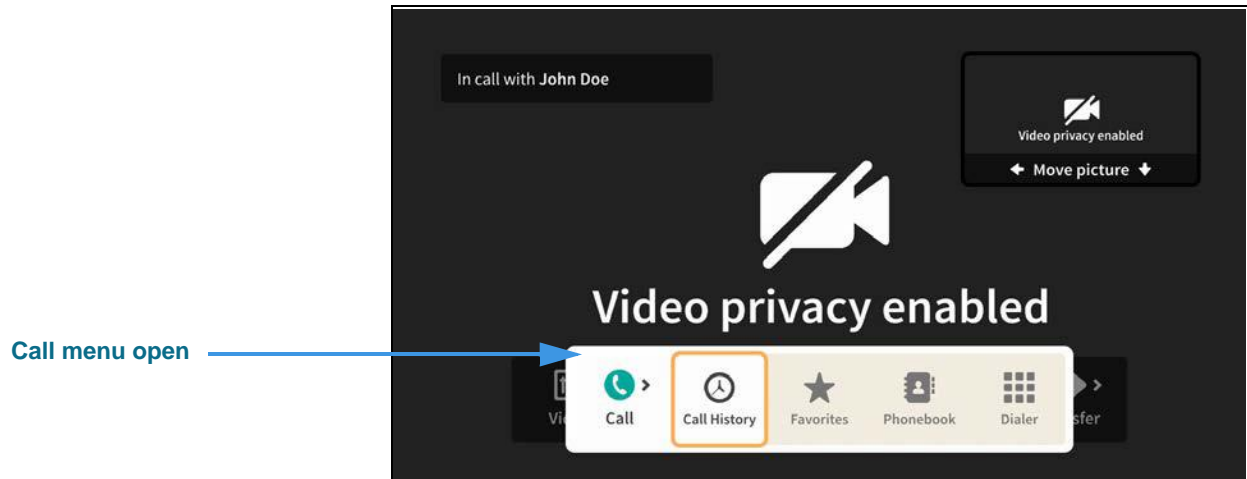 In call with John Doe
Video privacy enabled
Move picture
Video privacy enabled
Call menu open
Call
Call History
Favorites
Phonebook
Dialer